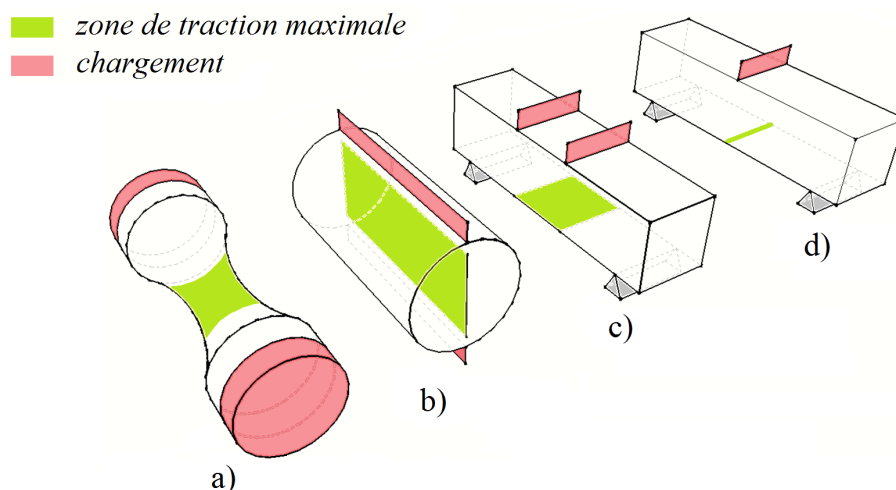 zone de traction maximale
chargement
a)
b)
c)
d)